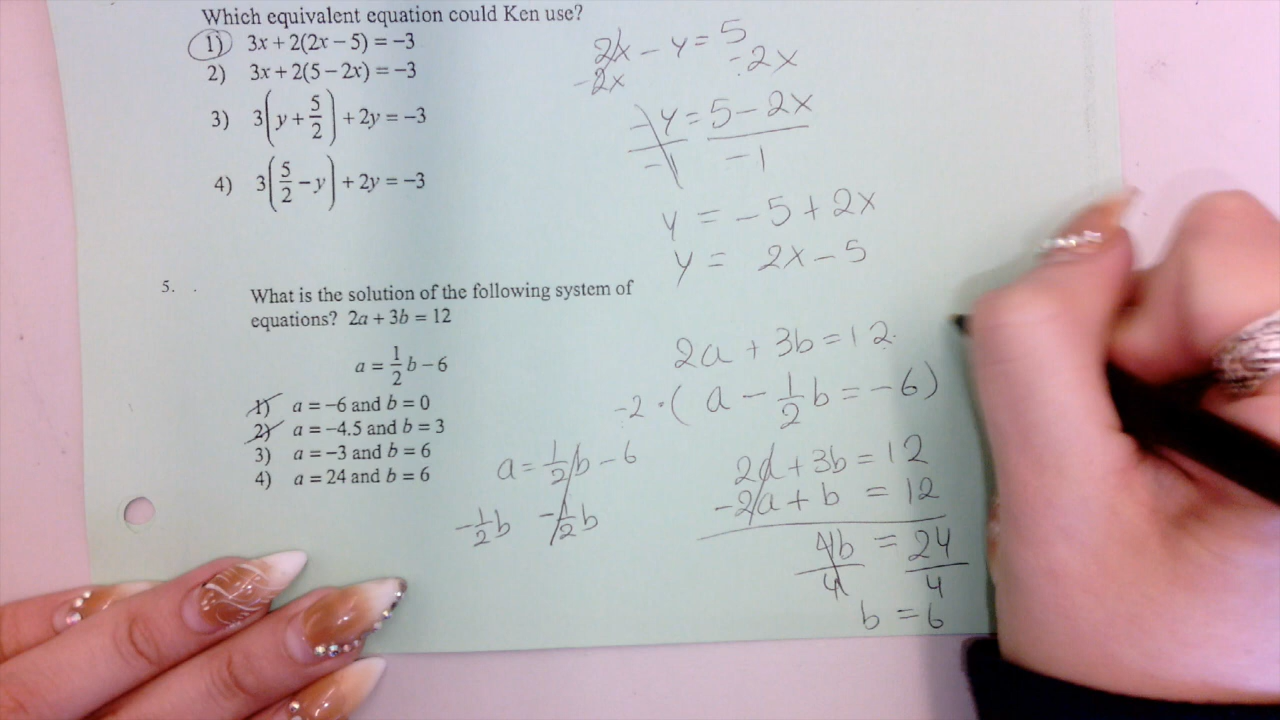 Which equivalent equation could Ken use?
1) 3x + 2(2x − 5) = −3
2) 3x + 2(5 − 2x) = −3
3) 3(y + 5/2) + 2y = −3
4) 3(5/2 − y) + 2y = −3
2x − y = 5
−2x −2x
−y = 5 − 2x
−1 −1
y = −5 + 2x
y = 2x − 5
5.
What is the solution of the following system of
equations? 2a + 3b = 12
a = 1/2 b − 6
1) a = −6 and b = 0
2) a = −4.5 and b = 3
3) a = −3 and b = 6
4) a = 24 and b = 6
a = 1/2 b − 6
−1/2 b −1/2 b
2a + 3b = 12
−2 · (a − 1/2 b = −6)
2a + 3b = 12
−2a + b = 12
4b = 24
4 4
b = 6